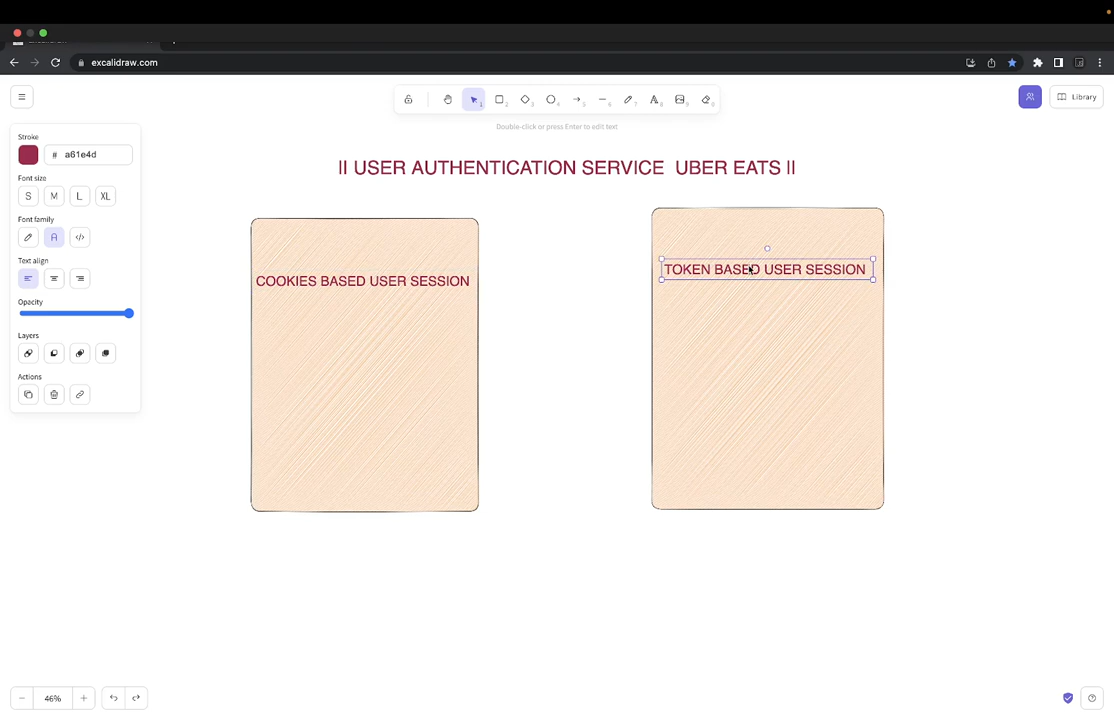 excalidraw.com
Library
Double-click or press Enter to edit text
Stroke
# a61e4d
Font size
S M L XL
Font family
A </>
Text align
Opacity
Layers
Actions
|| USER AUTHENTICATION SERVICE UBER EATS ||
COOKIES BASED USER SESSION
TOKEN BASED USER SESSION
46%